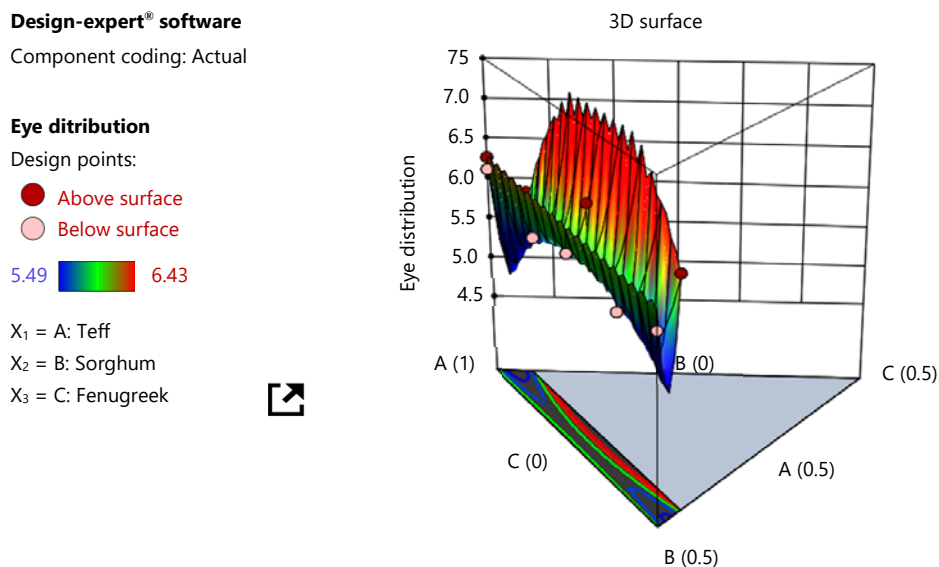 Design-expert® software
Component coding: Actual
Eye ditribution
Design points:
Above surface
Below surface
5.49 6.43
X₁ = A: Teff
X₂ = B: Sorghum
X₃ = C: Fenugreek
3D surface
75
7.0
6.5
6.0
5.5
5.0
4.5
Eye distribution
A (1)
B (0)
C (0.5)
C (0)
A (0.5)
B (0.5)